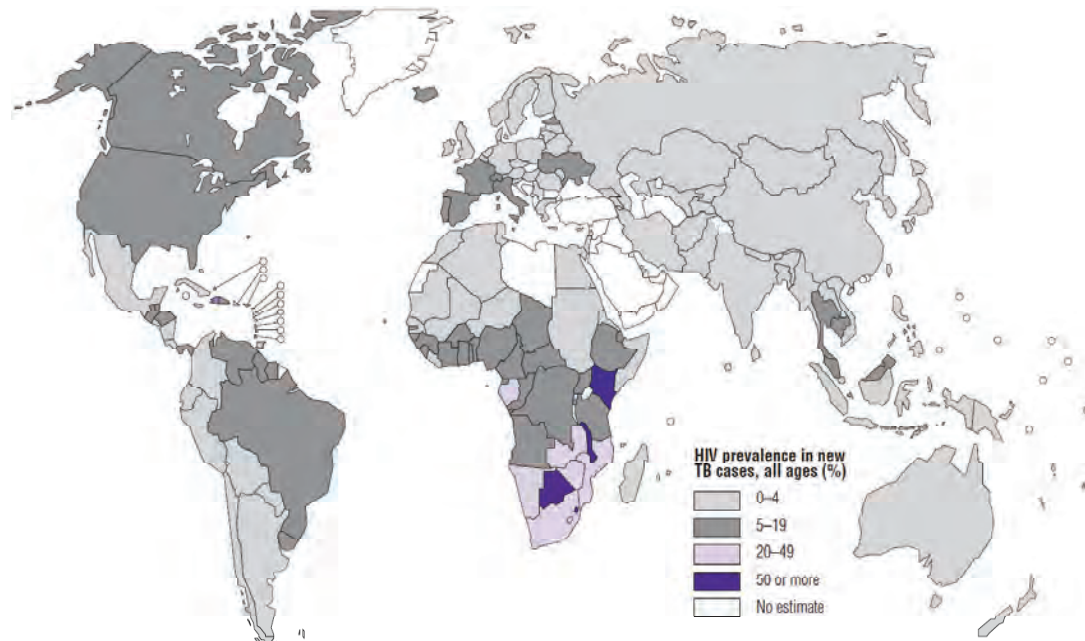 HIV prevalence in new
TB cases, all ages (%)
0–4
5–19
20–49
50 or more
No estimate